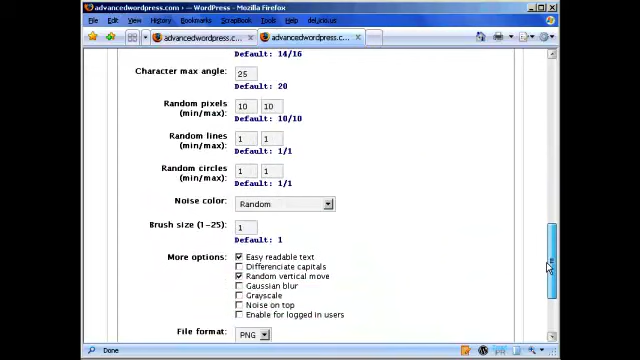 advancedwordpress.com › WordPress - Mozilla Firefox
File Edit View History Bookmarks ScrapBook Tools Help del.icio.us
advancedwordpress.com... advancedwordpress.com...
Default: 14/16
Character max angle: 25
Default: 20
Random pixels (min/max): 10 10
Default: 10/10
Random lines (min/max): 1 1
Default: 1/1
Random circles (min/max): 1 1
Default: 1/1
Noise color: Random
Brush size (1-25): 1
Default: 1
More options: Easy readable text
Differenciate capitals
Random vertical move
Gaussian blur
Grayscale
Noise on top
Enable for logged in users
File format: PNG
Done